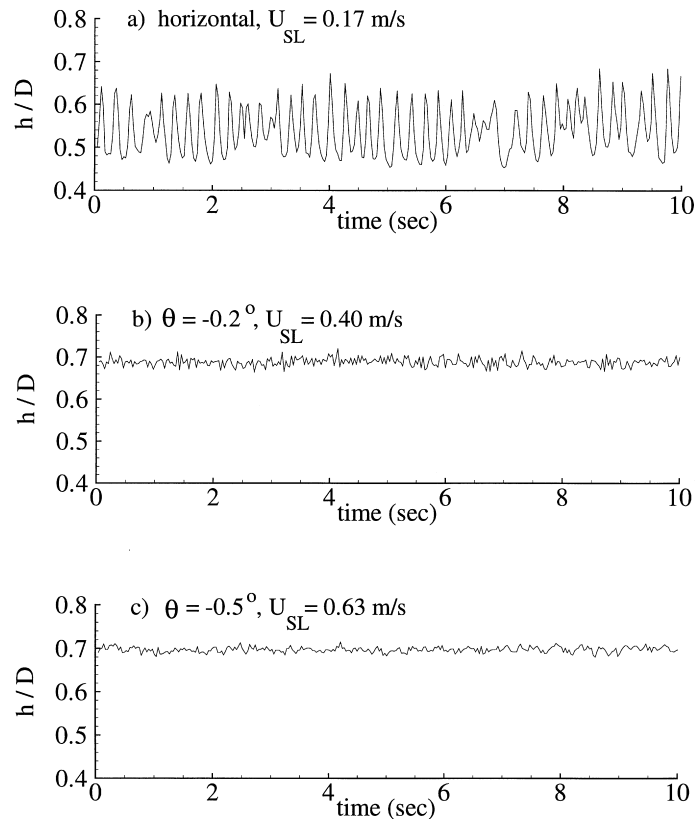 0.8
a) horizontal, U_SL = 0.17 m/s
0.7
0.6
h / D
0.5
0.4
0 2 4 6 8 10
time (sec)
0.8
b) θ = -0.2°, U_SL = 0.40 m/s
0.7
0.6
h / D
0.5
0.4
0 2 4 6 8 10
time (sec)
0.8
c) θ = -0.5°, U_SL = 0.63 m/s
0.7
0.6
h / D
0.5
0.4
0 2 4 6 8 10
time (sec)